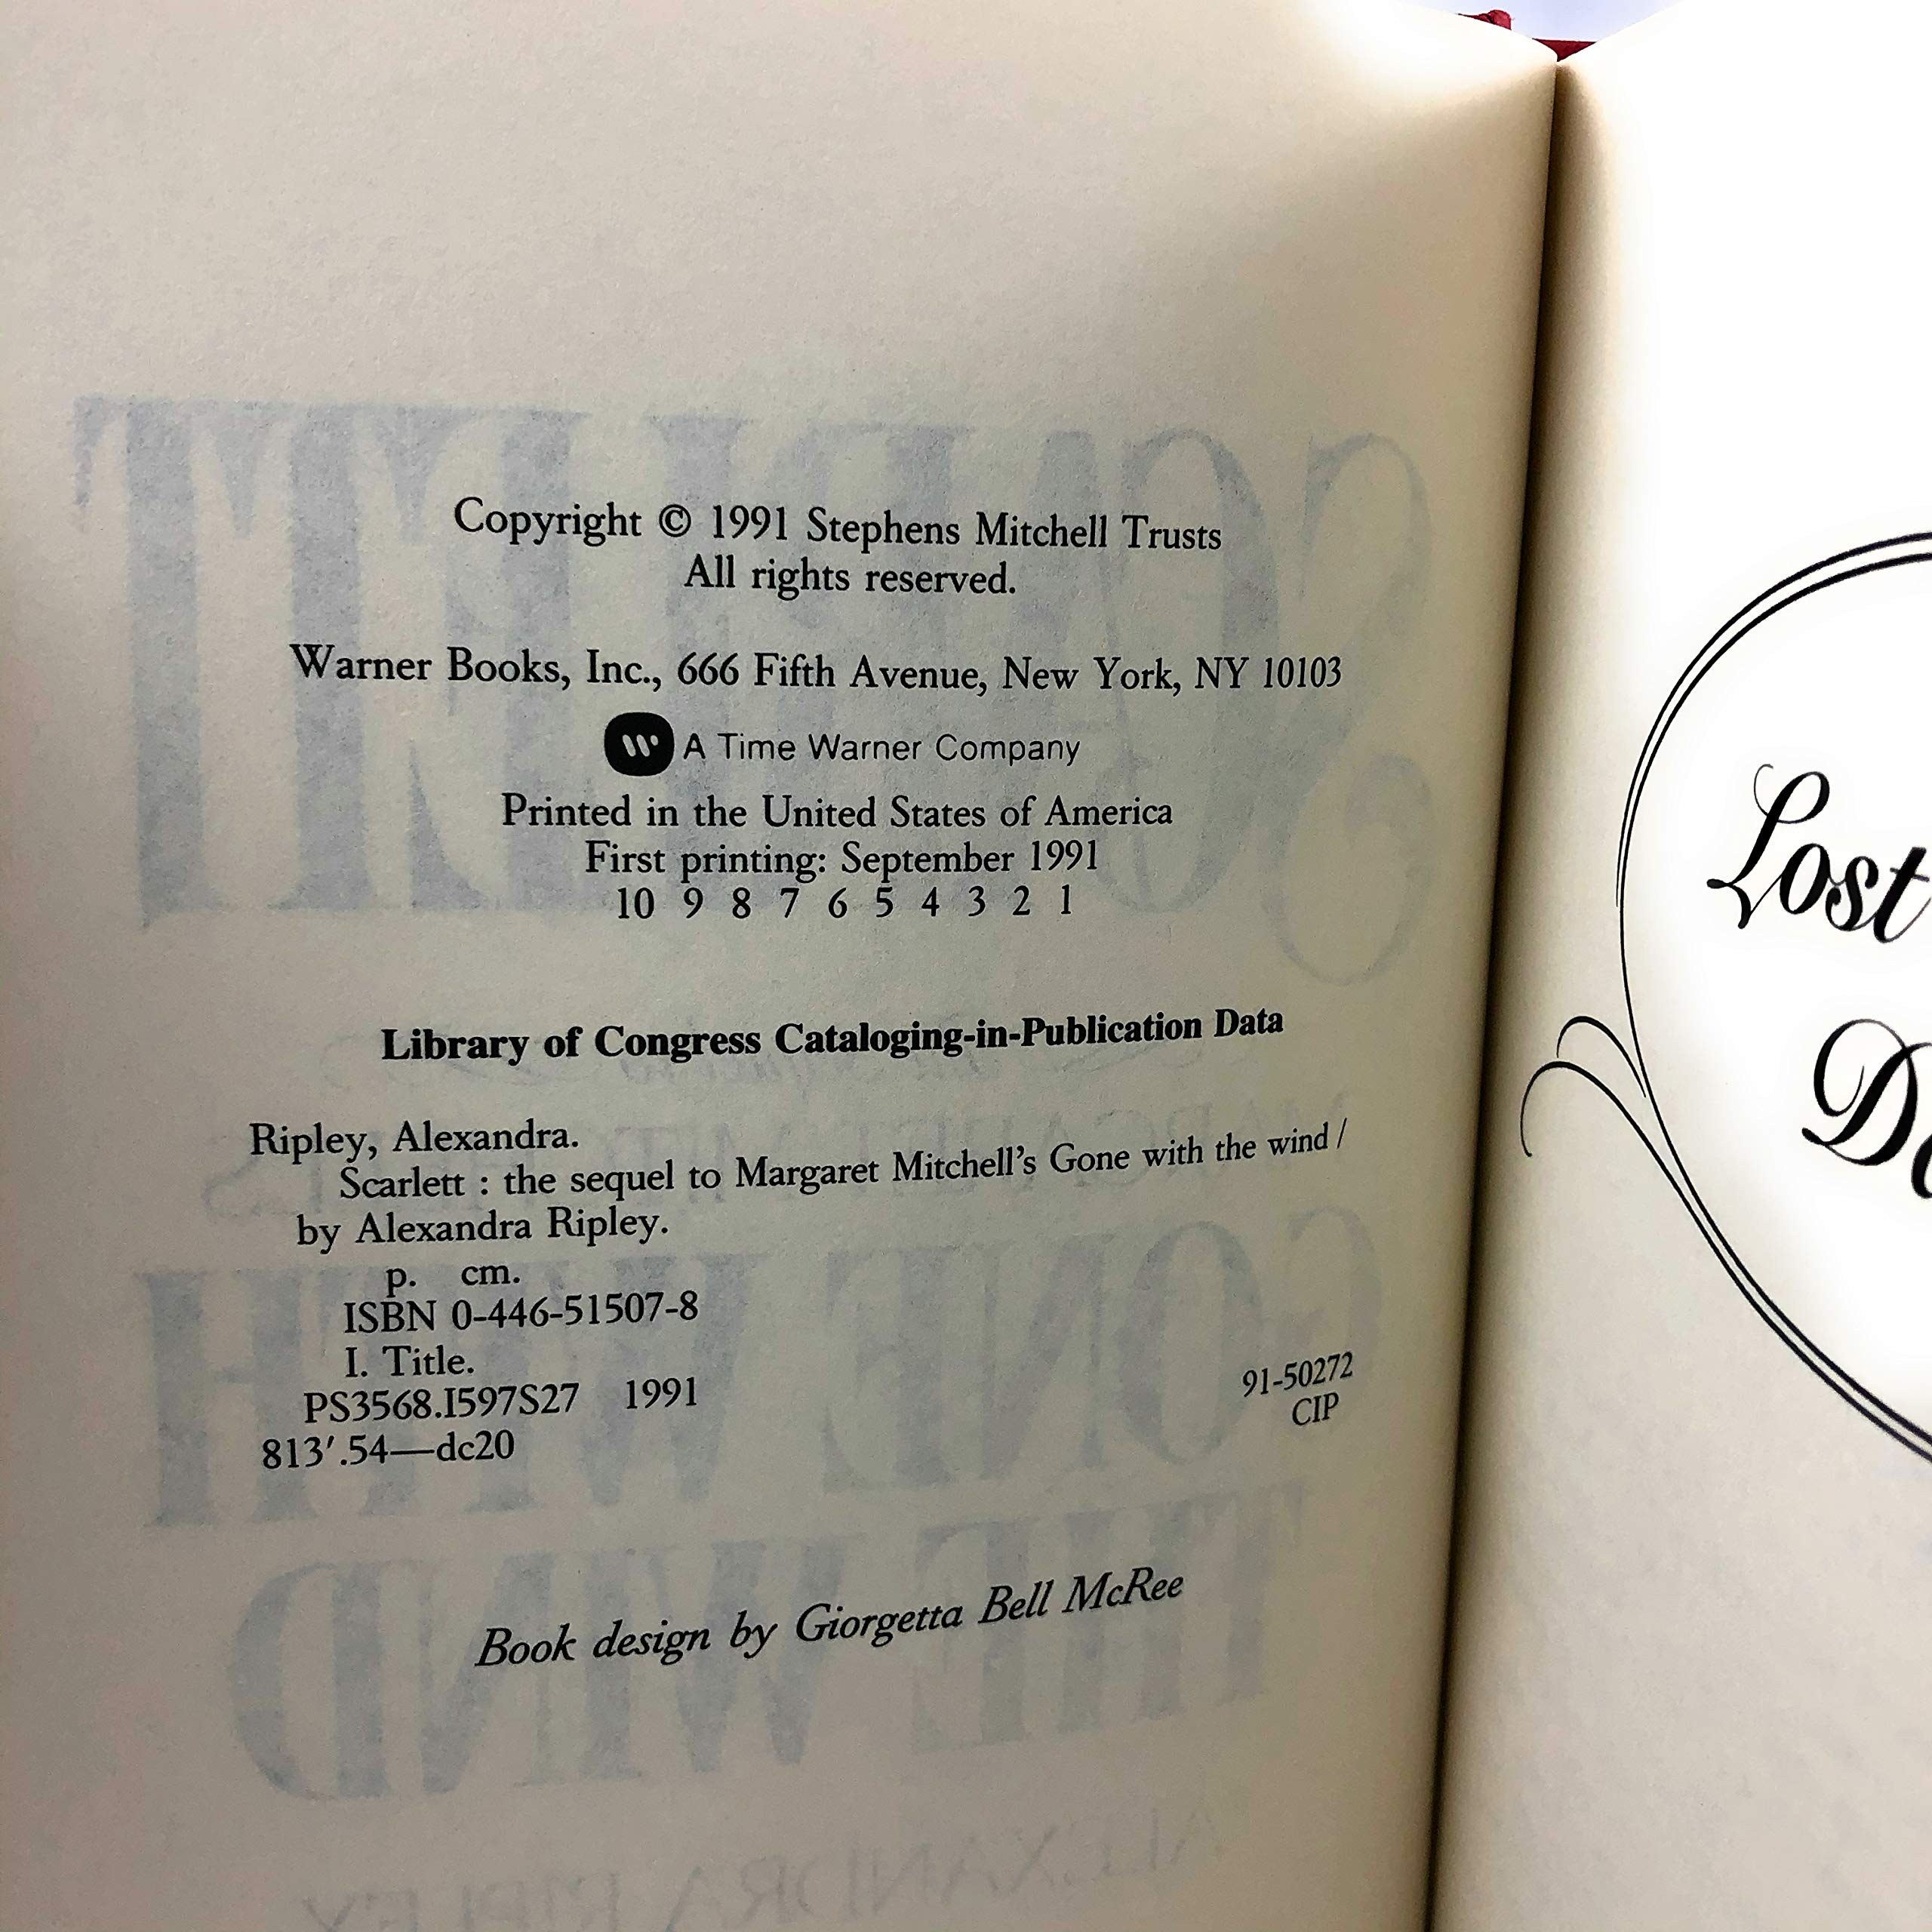 Copyright © 1991 Stephens Mitchell Trusts
All rights reserved.
Warner Books, Inc., 666 Fifth Avenue, New York, NY 10103
A Time Warner Company
Printed in the United States of America
First printing: September 1991
10 9 8 7 6 5 4 3 2 1
Library of Congress Cataloging-in-Publication Data
Ripley, Alexandra.
Scarlett : the sequel to Margaret Mitchell's Gone with the wind /
by Alexandra Ripley.
p. cm.
ISBN 0-446-51507-8
I. Title.
PS3568.I597S27 1991
91-50272
CIP
813′.54—dc20
Book design by Giorgetta Bell McRee
Lost